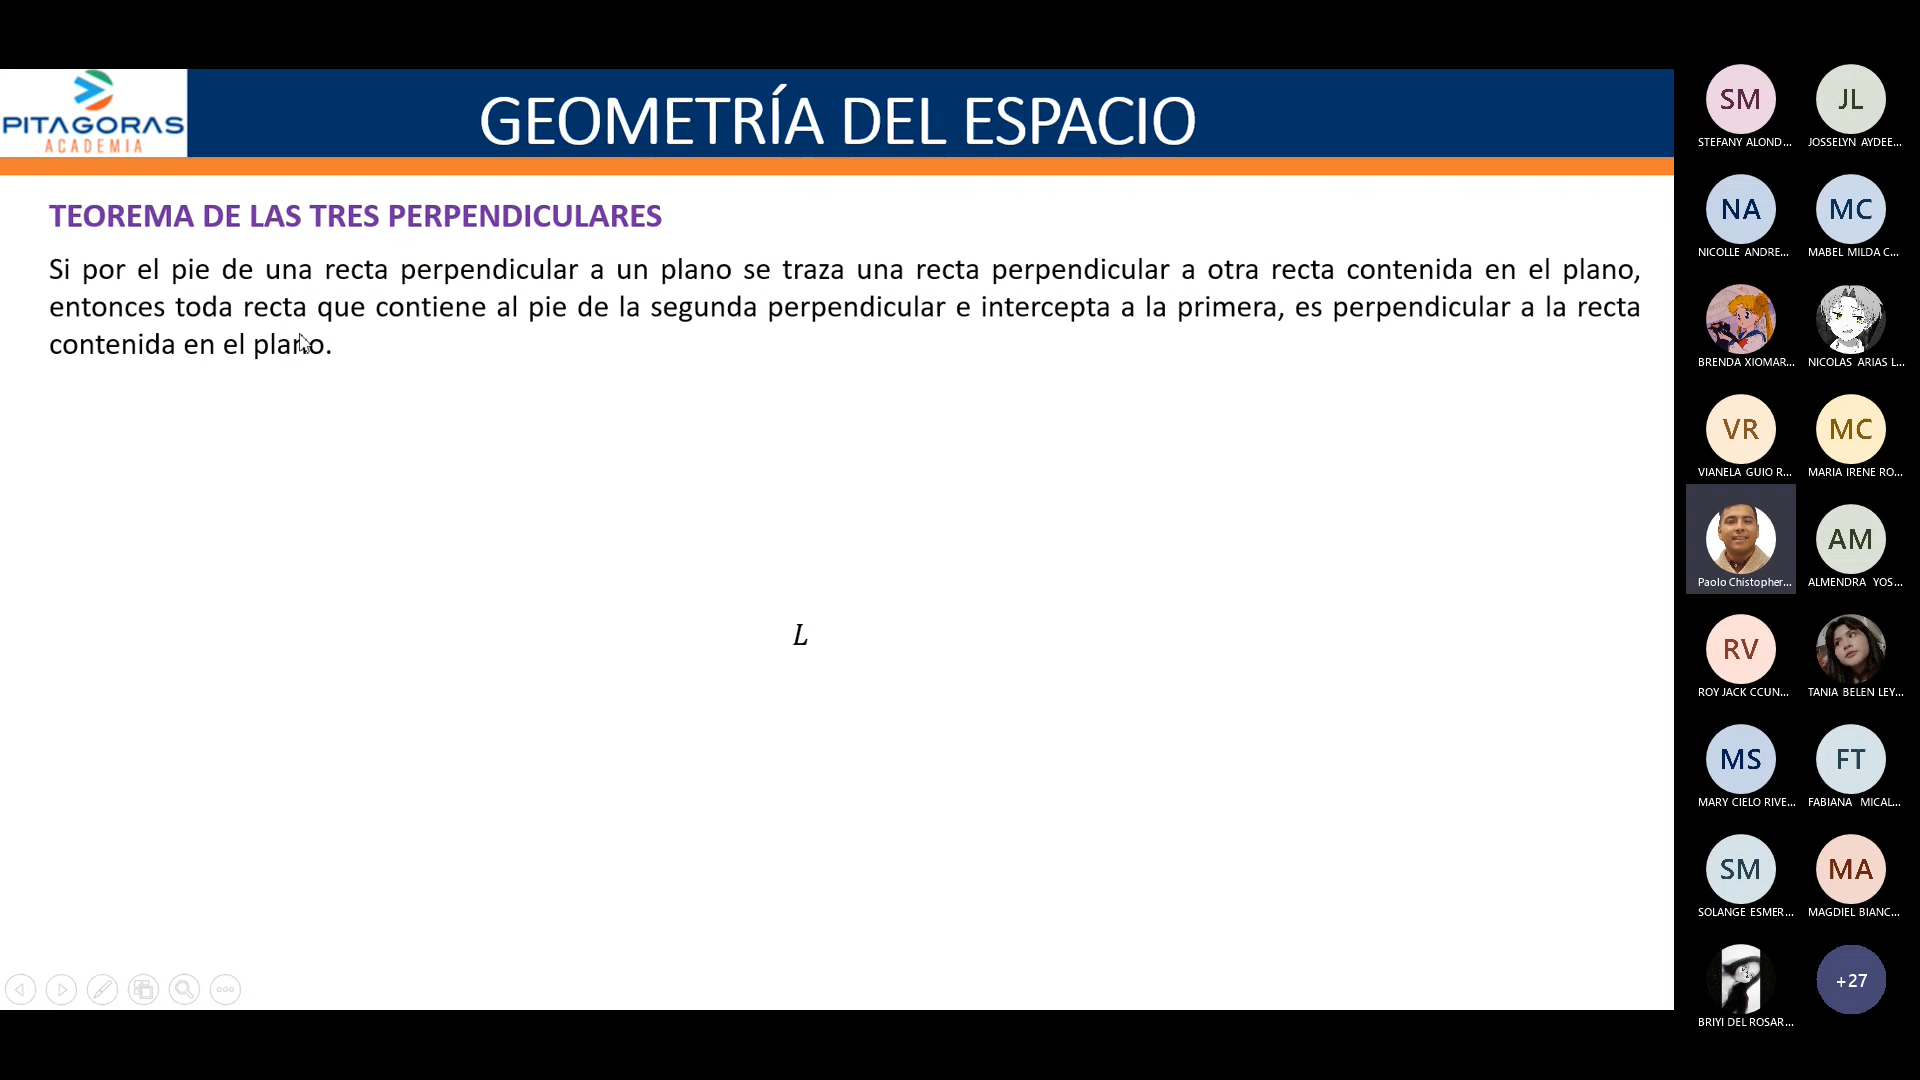 PITAGORAS
ACADEMIA
GEOMETRÍA DEL ESPACIO
TEOREMA DE LAS TRES PERPENDICULARES
Si por el pie de una recta perpendicular a un plano se traza una recta perpendicular a otra recta contenida en el plano,
entonces toda recta que contiene al pie de la segunda perpendicular e intercepta a la primera, es perpendicular a la recta
contenida en el plano.
L
SM JL
STEFANY ALOND... JOSSELYN AYDEE...
NA MC
NICOLLE ANDRE... MABEL MILDA C...
BRENDA XIOMAR... NICOLAS ARIAS L...
VR MC
VIANELA GUIO R... MARIA IRENE RO...
AM
Paolo Chistopher... ALMENDRA YOS...
RV
ROY JACK CCUN... TANIA BELEN LEY...
MS FT
MARY CIELO RIVE... FABIANA MICAL...
SM MA
SOLANGE ESMER... MAGDIEL BIANC...
+27
BRIYI DEL ROSAR...